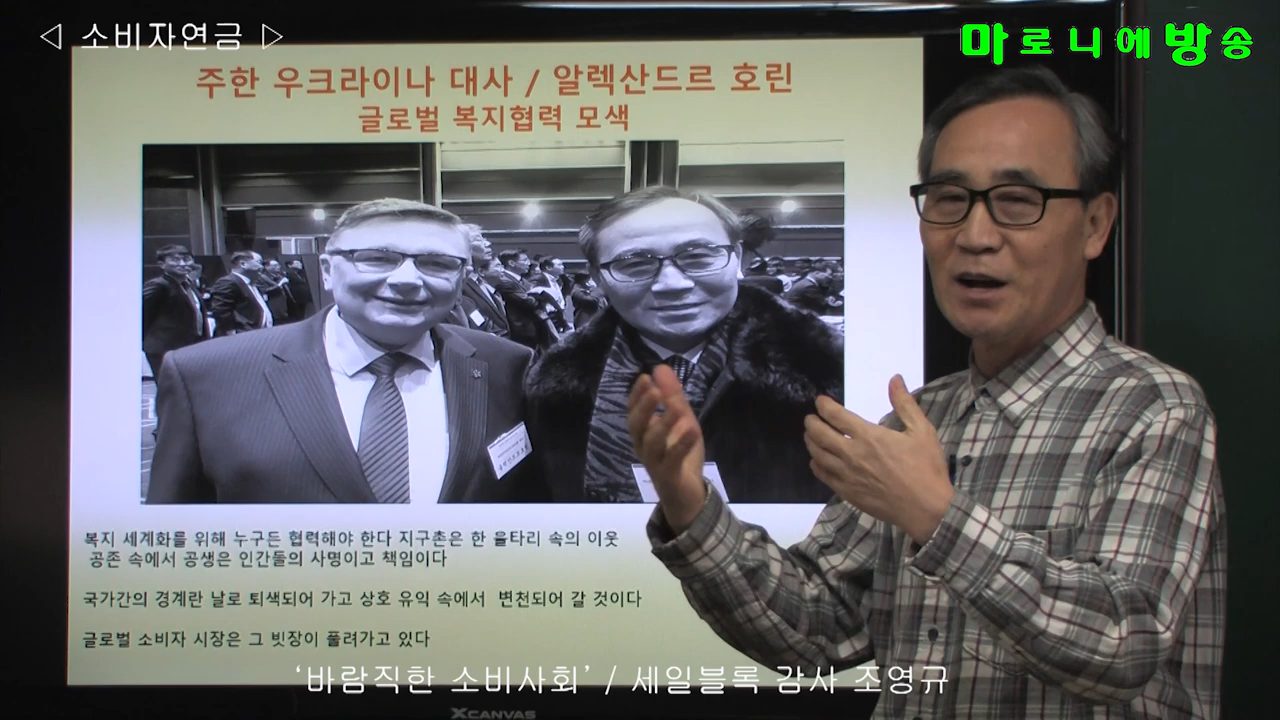 ◁ 소비자연금 ▷
마로니에방송
주한 우크라이나 대사 / 알렉산드르 호린
글로벌 복지협력 모색
복지 세계화를 위해 누구든 협력해야 한다 지구촌은 한 울타리 속의 이웃
공존 속에서 공생은 인간들의 사명이고 책임이다
국가간의 경계란 날로 퇴색되어 가고 상호 유익 속에서 변천되어 갈 것이다
글로벌 소비자 시장은 그 빗장이 풀려가고 있다
‘바람직한 소비사회’ / 세일블록 감사 조영규
XCANVAS